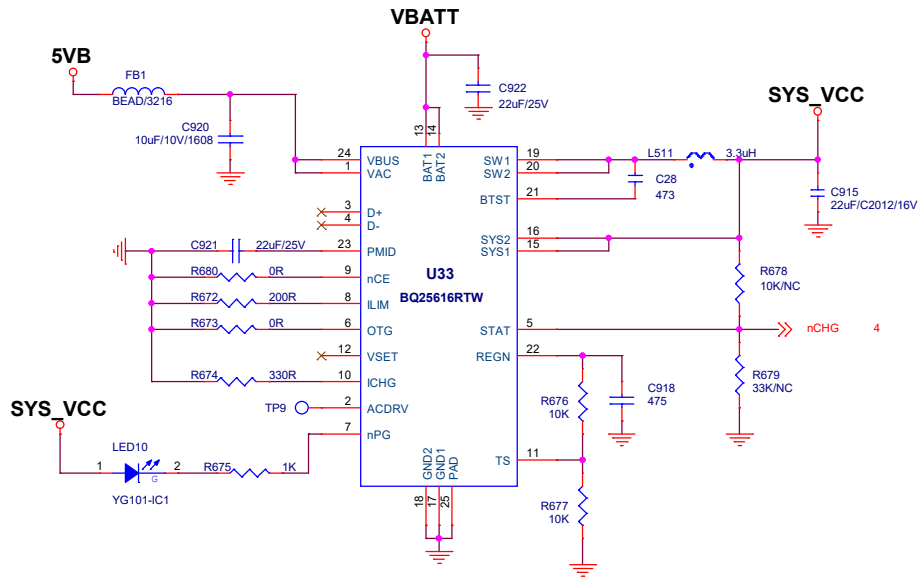 VBATT
5VB
FB1
BEAD/3216
C920
10uF/10V/1608
C922
22uF/25V
SYS_VCC
13
14
BAT1
BAT2
24
VBUS
1
VAC
3
D+
4
D-
C921
22uF/25V
23
PMID
R680
0R
9
nCE
R672
200R
8
ILIM
R673
0R
6
OTG
12
VSET
R674
330R
10
ICHG
TP9
2
ACDRV
7
nPG
U33
BQ25616RTW
SW1
19
SW2
20
BTST
21
SYS2
16
SYS1
15
STAT
5
REGN
22
TS
11
GND2
GND1
PAD
18
17
25
L511
3.3uH
C28
473
C915
22uF/C2012/16V
R678
10K/NC
nCHG
4
R679
33K/NC
C918
475
R676
10K
R677
10K
SYS_VCC
LED10
1
2
G
YG101-IC1
R675
1K